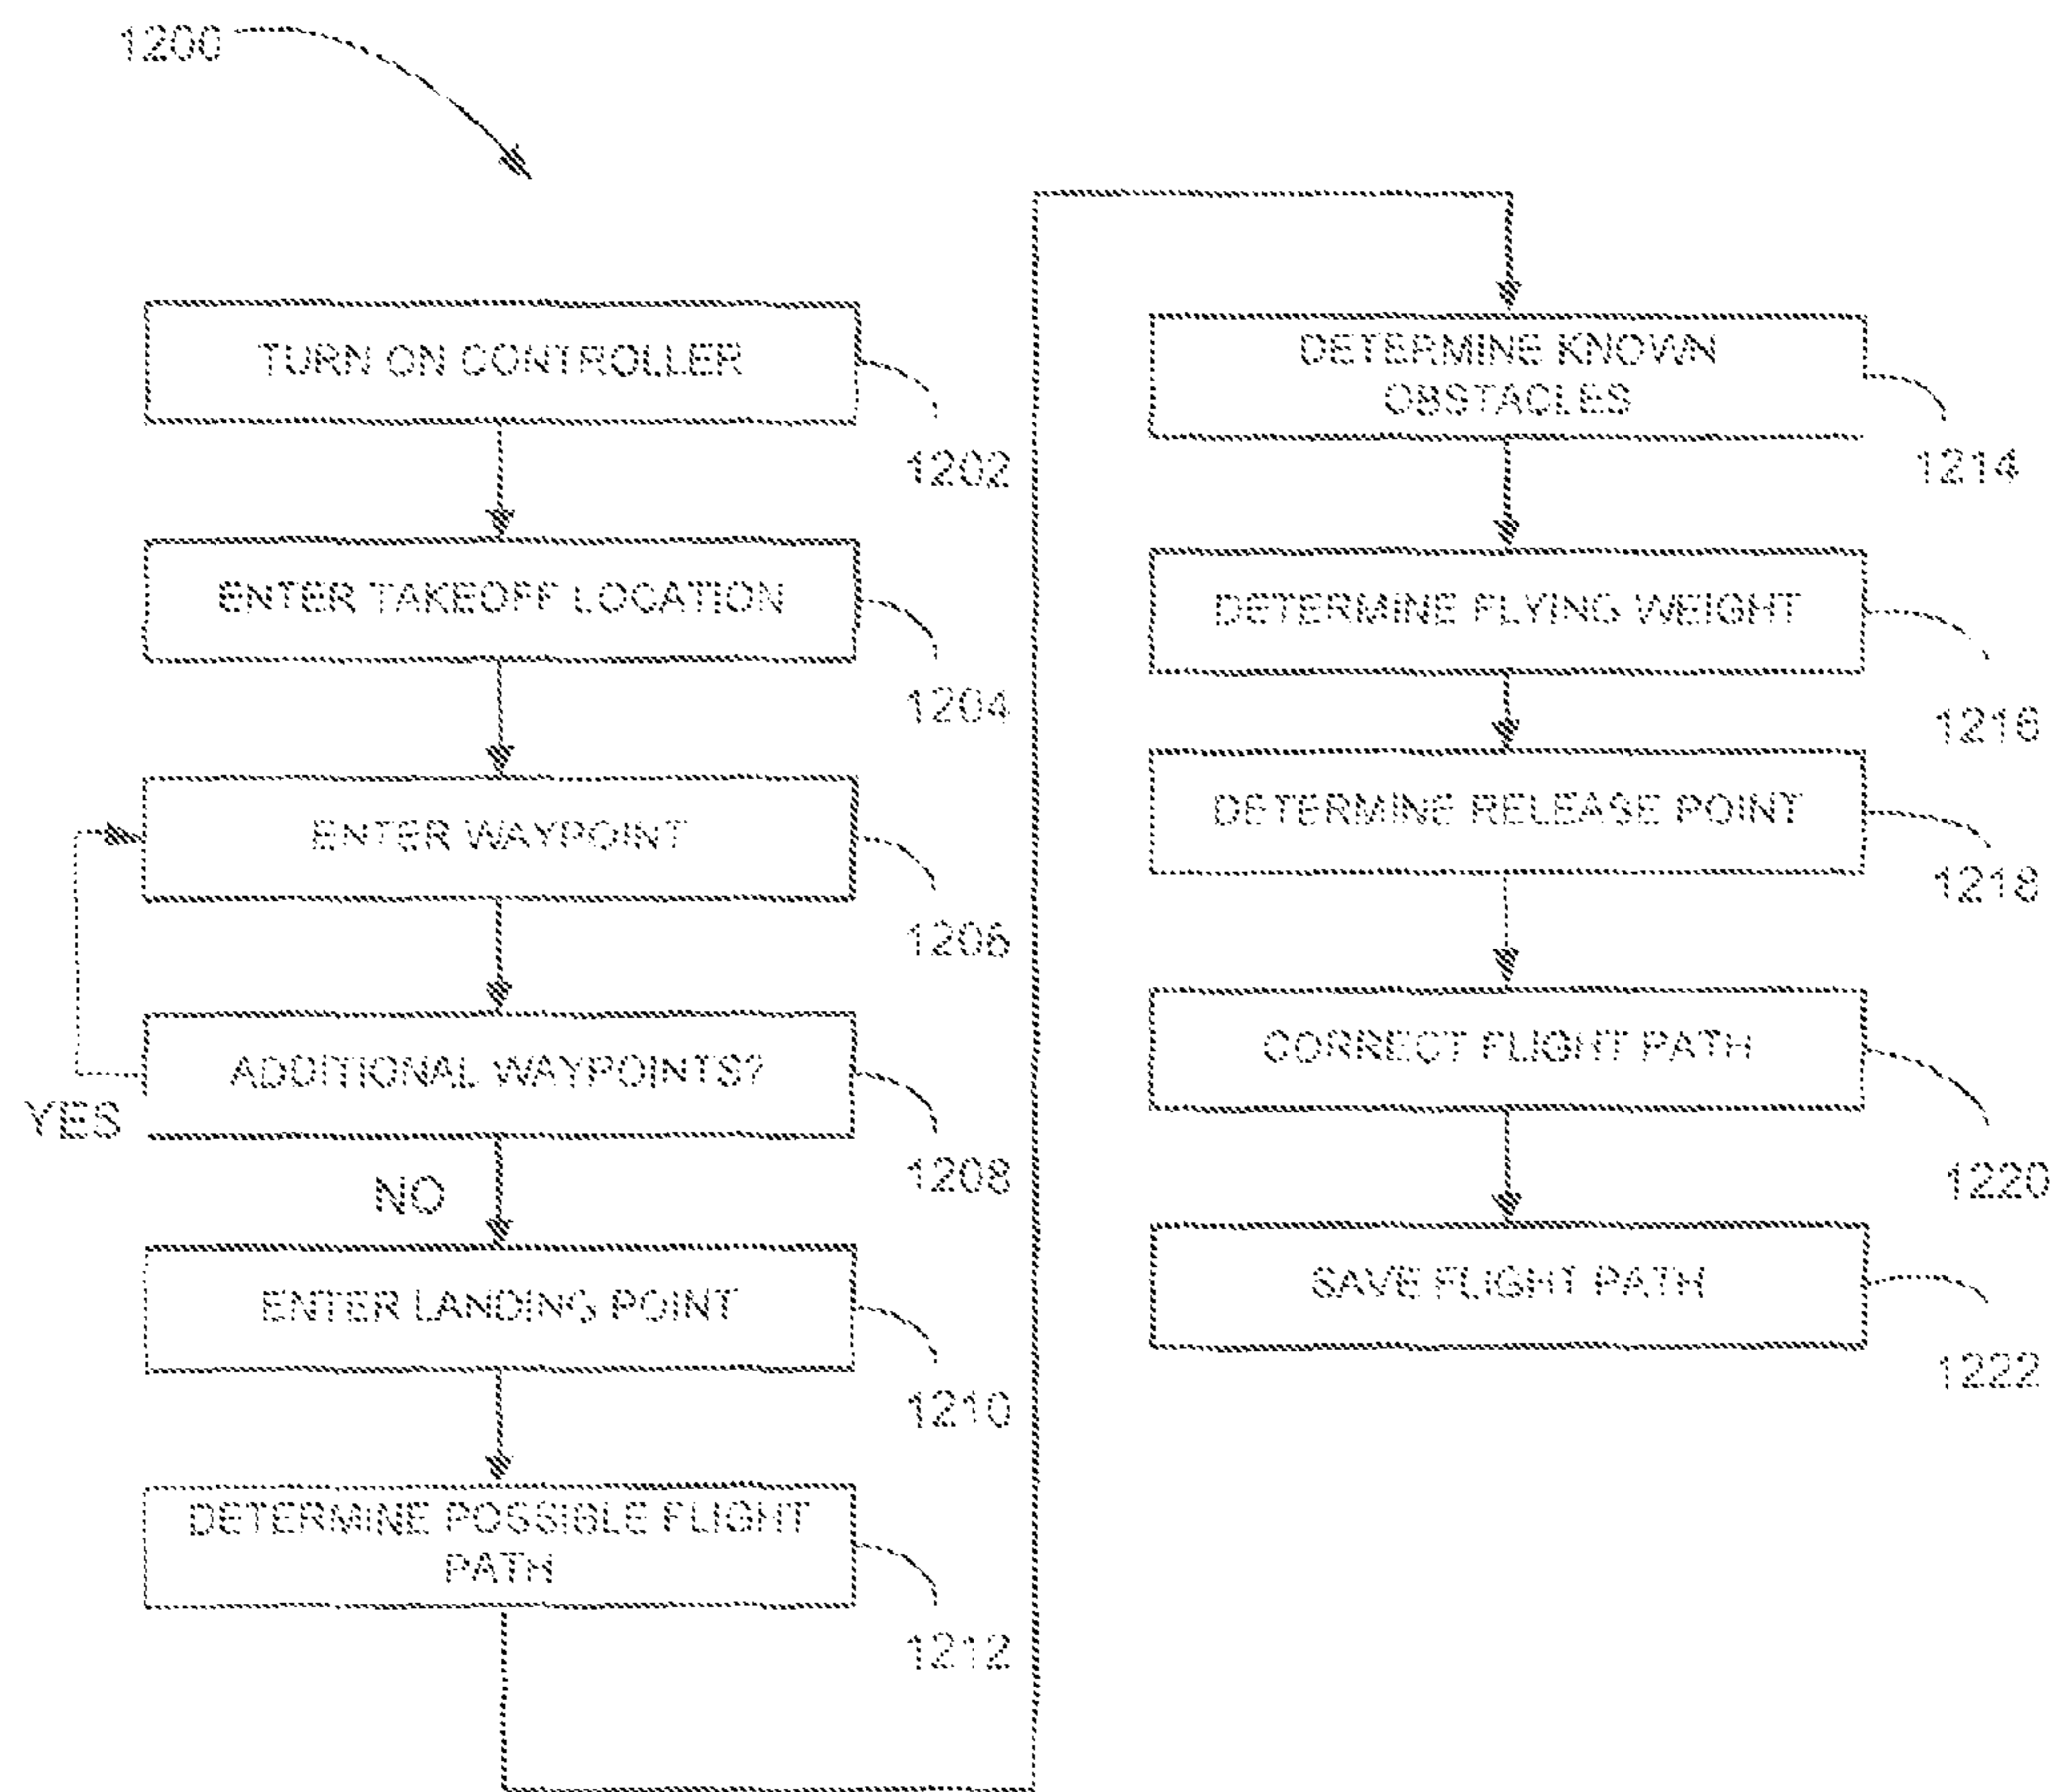 1200
TURN ON CONTROLLER
1202
ENTER TAKEOFF LOCATION
1204
ENTER WAYPOINT
1206
ADDITIONAL WAYPOINTS?
YES
1208
NO
ENTER LANDING POINT
1210
DETERMINE POSSIBLE FLIGHT
PATH
1212
DETERMINE KNOWN
OBSTACLES
1214
DETERMINE FLYING WEIGHT
1216
DETERMINE RELEASE POINT
1218
CORRECT FLIGHT PATH
1220
SAVE FLIGHT PATH
1222